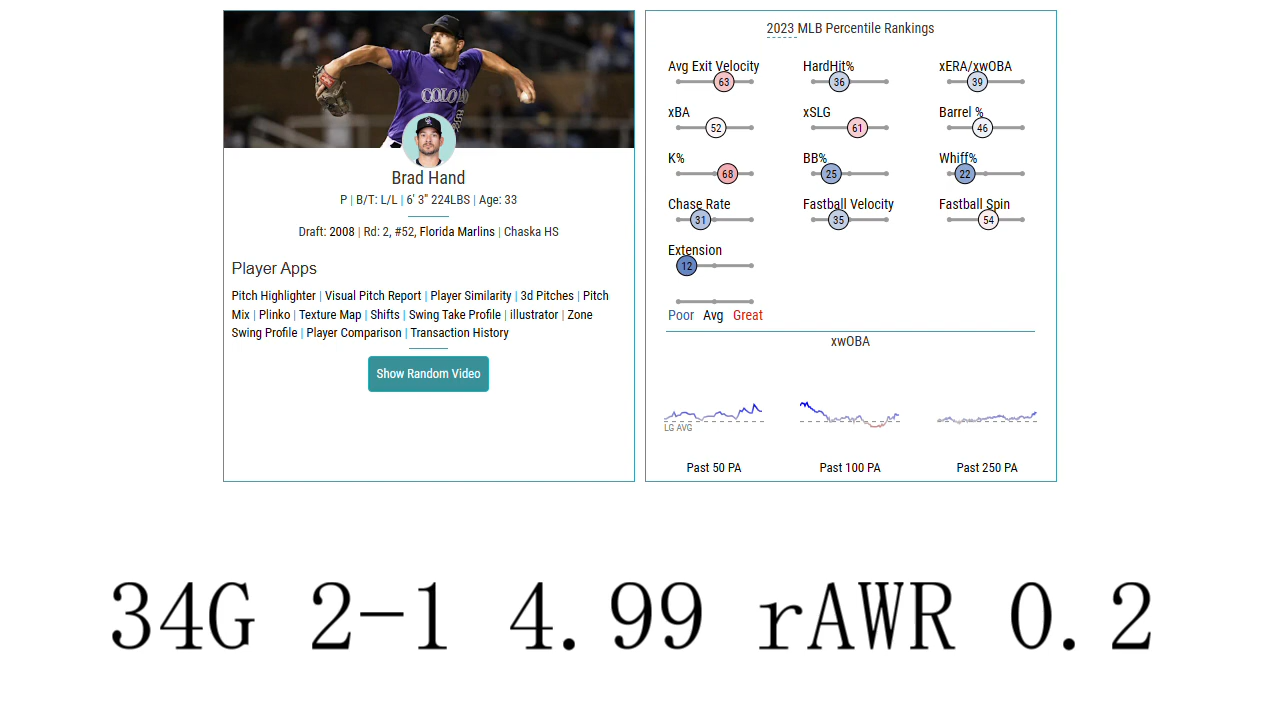 COLO
Brad Hand
P | B/T: L/L | 6' 3" 224LBS | Age: 33
Draft: 2008 | Rd: 2, #52, Florida Marlins | Chaska HS
Player Apps
Pitch Highlighter | Visual Pitch Report | Player Similarity | 3d Pitches | Pitch
Mix | Plinko | Texture Map | Shifts | Swing Take Profile | illustrator | Zone
Swing Profile | Player Comparison | Transaction History
Show Random Video
2023 MLB Percentile Rankings
Avg Exit Velocity HardHit% xERA/xwOBA
63 36 39
xBA xSLG Barrel %
52 61 46
K% BB% Whiff%
68 25 22
Chase Rate Fastball Velocity Fastball Spin
31 35 54
Extension
12
Poor Avg Great
xwOBA
LG AVG
Past 50 PA Past 100 PA Past 250 PA
34G 2-1 4.99 rAWR 0.2